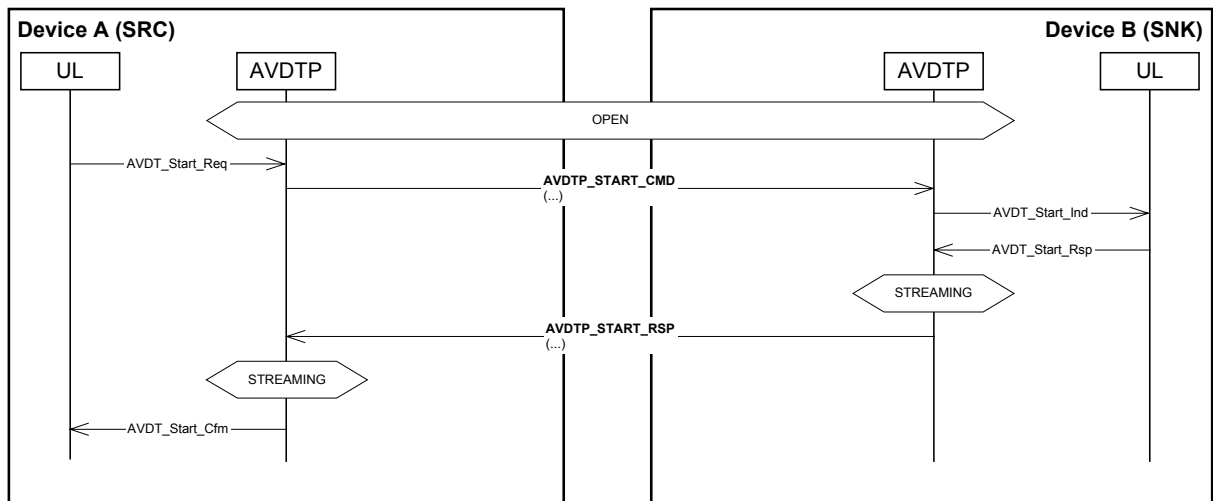 Device A (SRC)
Device B (SNK)
UL
AVDTP
AVDTP
UL
OPEN
AVDT_Start_Req
AVDTP_START_CMD
(...)
AVDT_Start_Ind
AVDT_Start_Rsp
STREAMING
AVDTP_START_RSP
(...)
STREAMING
AVDT_Start_Cfm